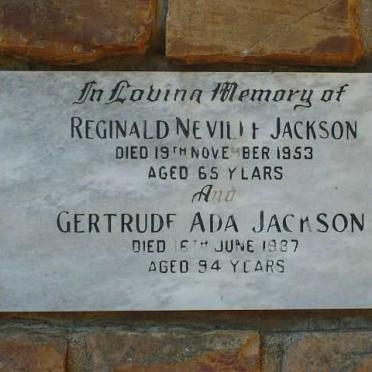 In Loving Memory of
REGINALD NEVILLE JACKSON
DIED 19TH NOVEMBER 1953
AGED 65 YEARS
And
GERTRUDE ADA JACKSON
DIED 16TH JUNE 1987
AGED 94 YEARS